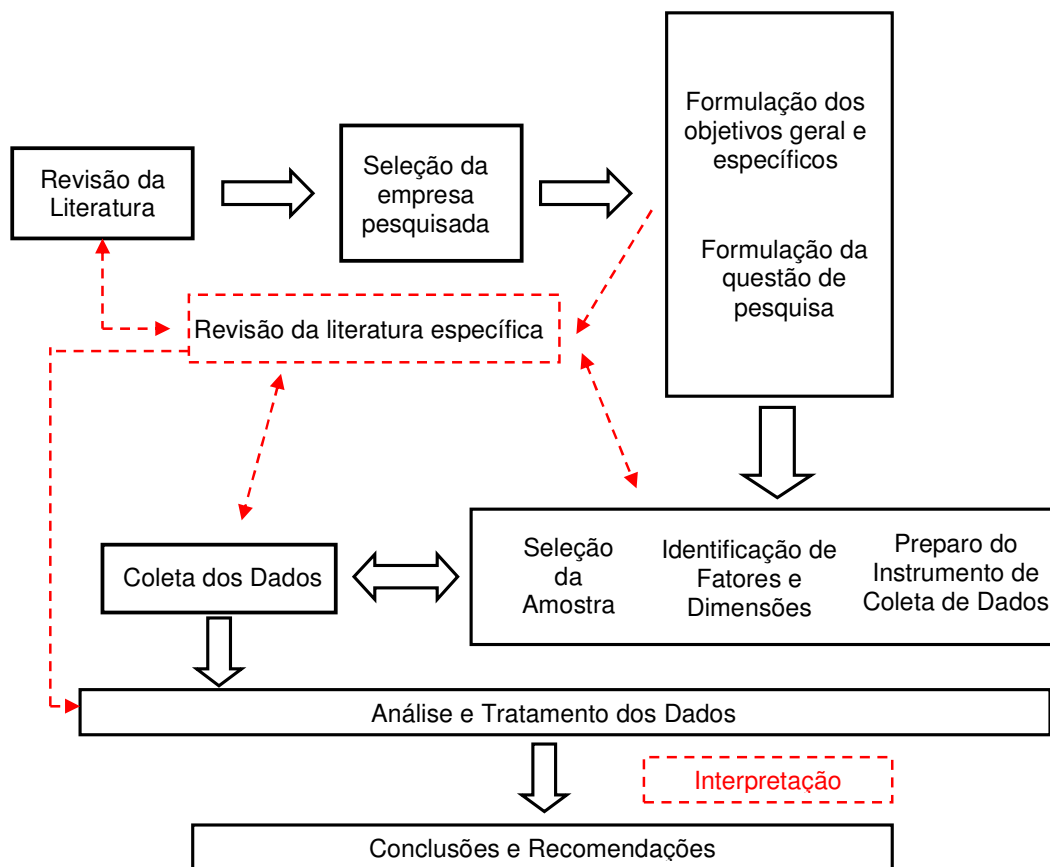 Revisão da
Literatura
Seleção da
empresa
pesquisada
Formulação dos
objetivos geral e
específicos
Formulação da
questão de
pesquisa
Revisão da literatura específica
Coleta dos Dados
Seleção
da
Amostra
Identificação de
Fatores e
Dimensões
Preparo do
Instrumento de
Coleta de Dados
Análise e Tratamento dos Dados
Interpretação
Conclusões e Recomendações